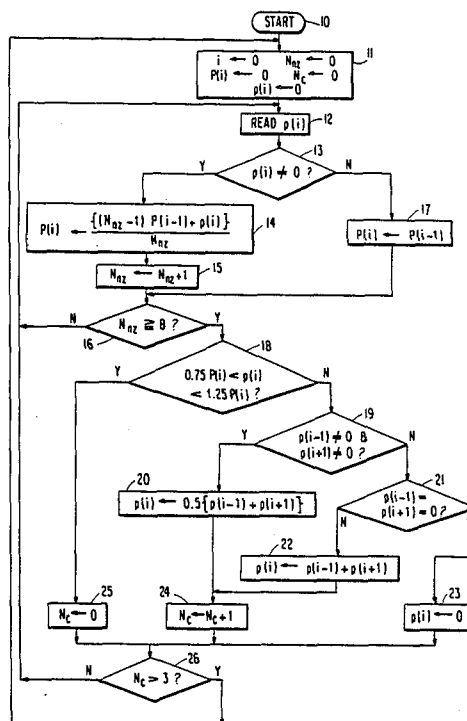 START
10
i ← 0 N_nz ← 0
P(i) ← 0 N_C ← 0
p(i) ← 0
11
READ p(i)
12
13
p(i) ≠ 0 ?
Y
N
P(i) ← {(N_nz −1) P(i−1)+ p(i)} / N_nz
14
17
P(i) ← P(i−1)
N_nz ← N_nz+1
15
N
N_nz ≧ 8 ?
Y
16
18
Y
0.75 P(i) < p(i)
< 1.25 P(i) ?
N
19
Y
p(i−1) ≠ 0 &
p(i+1) ≠ 0 ?
N
20
p(i) ← 0.5{p(i−1) + p(i+1)}
21
p(i−1) =
p(i+1) = 0 ?
N
22
p(i) ← p(i−1) + p(i+1)
25
N_C ← 0
24
N_C ← N_C +1
23
p(i) ← 0
26
N
N_C > 3 ?
Y